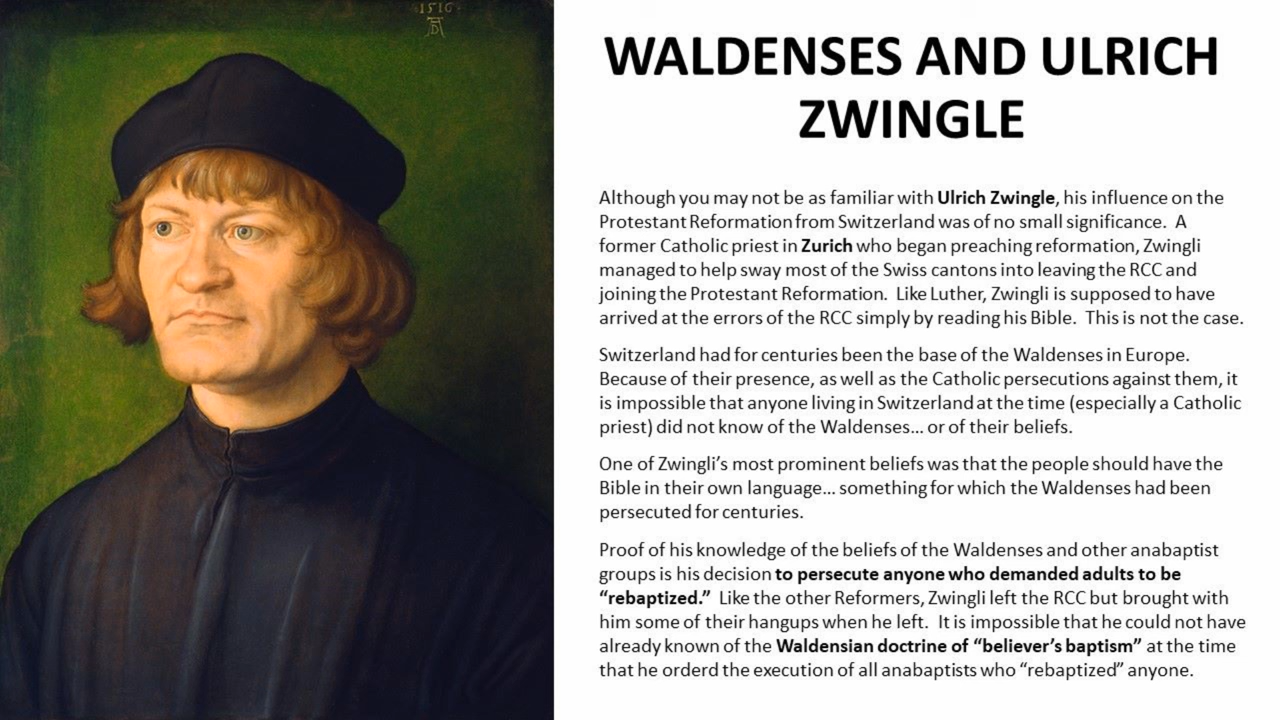 1516
AD
WALDENSES AND ULRICH
ZWINGLE
Although you may not be as familiar with Ulrich Zwingle, his influence on the
Protestant Reformation from Switzerland was of no small significance.  A
former Catholic priest in Zurich who began preaching reformation, Zwingli
managed to help sway most of the Swiss cantons into leaving the RCC and
joining the Protestant Reformation.  Like Luther, Zwingli is supposed to have
arrived at the errors of the RCC simply by reading his Bible.  This is not the case.
Switzerland had for centuries been the base of the Waldenses in Europe.
Because of their presence, as well as the Catholic persecutions against them, it
is impossible that anyone living in Switzerland at the time (especially a Catholic
priest) did not know of the Waldenses… or of their beliefs.
One of Zwingli’s most prominent beliefs was that the people should have the
Bible in their own language… something for which the Waldenses had been
persecuted for centuries.
Proof of his knowledge of the beliefs of the Waldenses and other anabaptist
groups is his decision to persecute anyone who demanded adults to be
“rebaptized.”  Like the other Reformers, Zwingli left the RCC but brought with
him some of their hangups when he left.  It is impossible that he could not have
already known of the Waldensian doctrine of “believer’s baptism” at the time
that he orderd the execution of all anabaptists who “rebaptized” anyone.